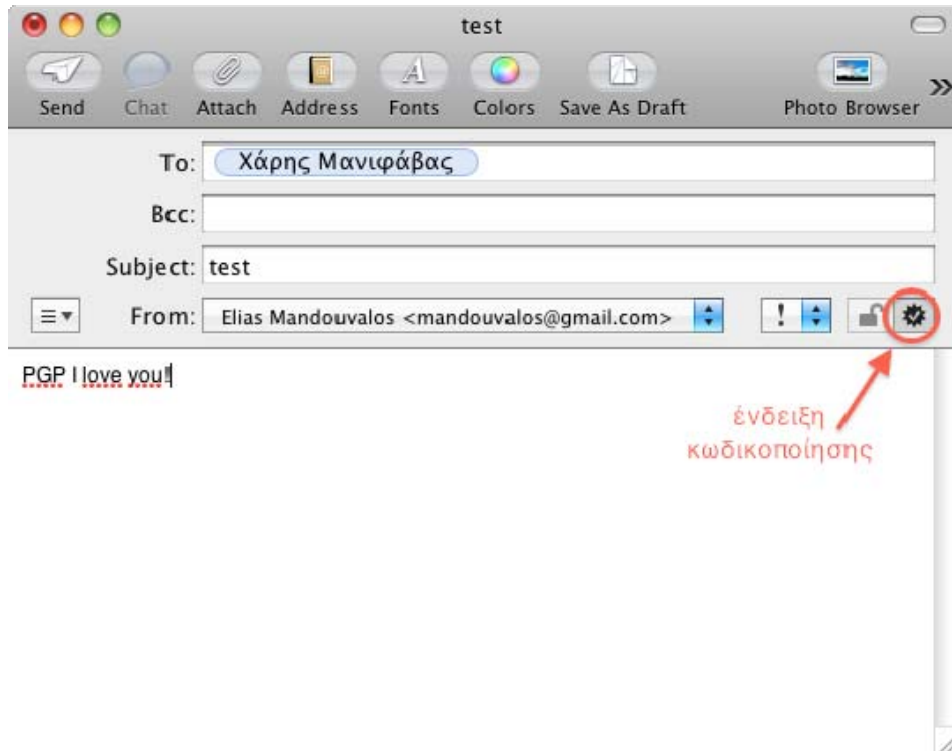 test
Send Chat Attach Address Fonts Colors Save As Draft Photo Browser
To: Χάρης Μανιφάβας
Bcc:
Subject: test
From: Elias Mandouvalos <mandouvalos@gmail.com> !
PGP I love you!!
ένδειξη
κωδικοποίησης